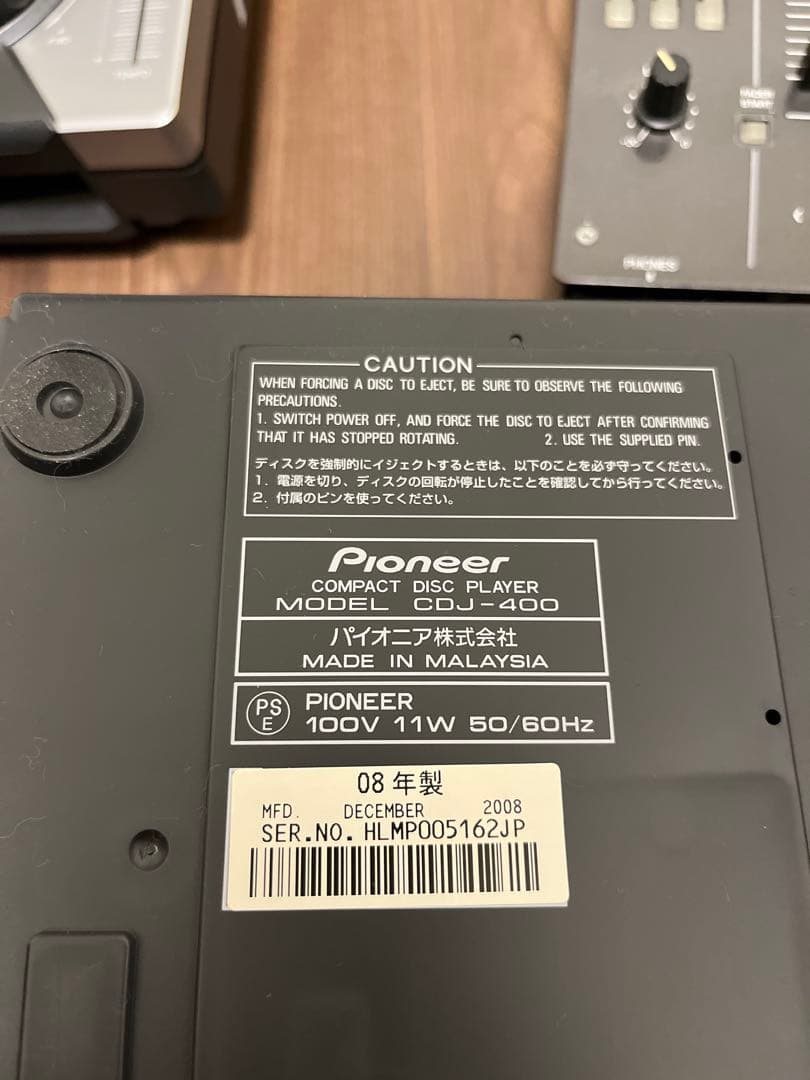 TEMPO
FADER
START
PHONES
CAUTION
WHEN FORCING A DISC TO EJECT, BE SURE TO OBSERVE THE FOLLOWING
PRECAUTIONS.
1. SWITCH POWER OFF, AND FORCE THE DISC TO EJECT AFTER CONFIRMING
THAT IT HAS STOPPED ROTATING. 2. USE THE SUPPLIED PIN.
ディスクを強制的にイジェクトするときは、以下のことを必ず守ってください。
1. 電源を切り、ディスクの回転が停止したことを確認してから行ってください。
2. 付属のピンを使ってください。
Pioneer
COMPACT DISC PLAYER
MODEL CDJ-400
パイオニア株式会社
MADE IN MALAYSIA
PS
E
PIONEER
100V 11W 50/60Hz
08年製
MFD. DECEMBER 2008
SER.NO. HLMP005162JP